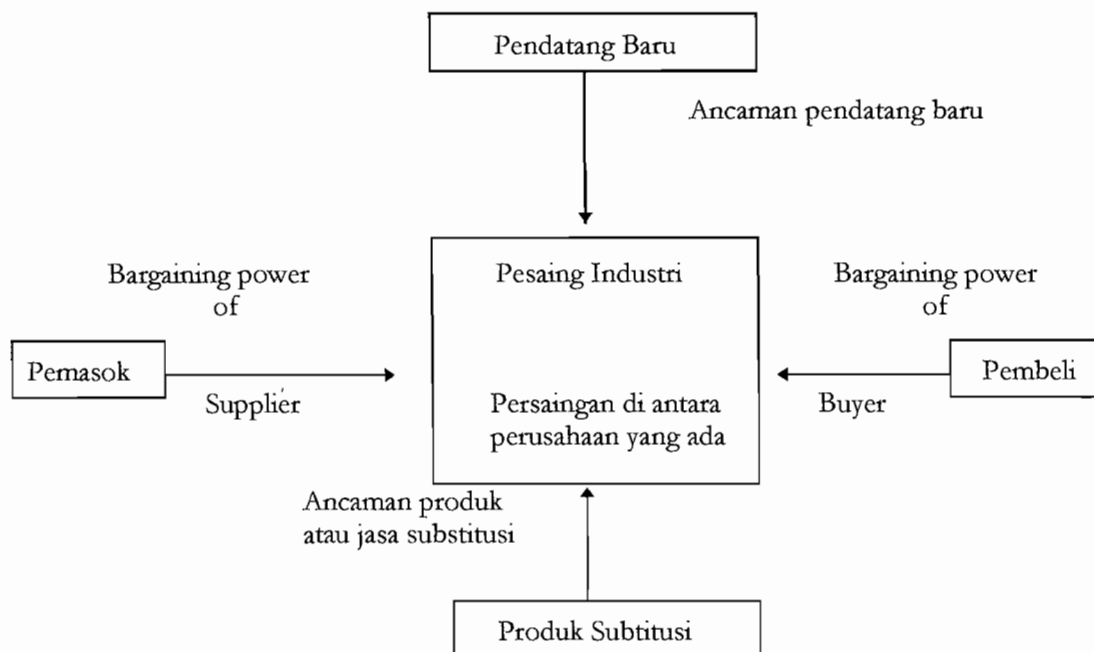 Pendatang Baru
Ancaman pendatang baru
Bargaining power
of
Pemasok
Supplier
Pesaing Industri
Persaingan di antara
perusahaan yang ada
Bargaining power
of
Pembeli
Buyer
Ancaman produk
atau jasa substitusi
Produk Subtitusi